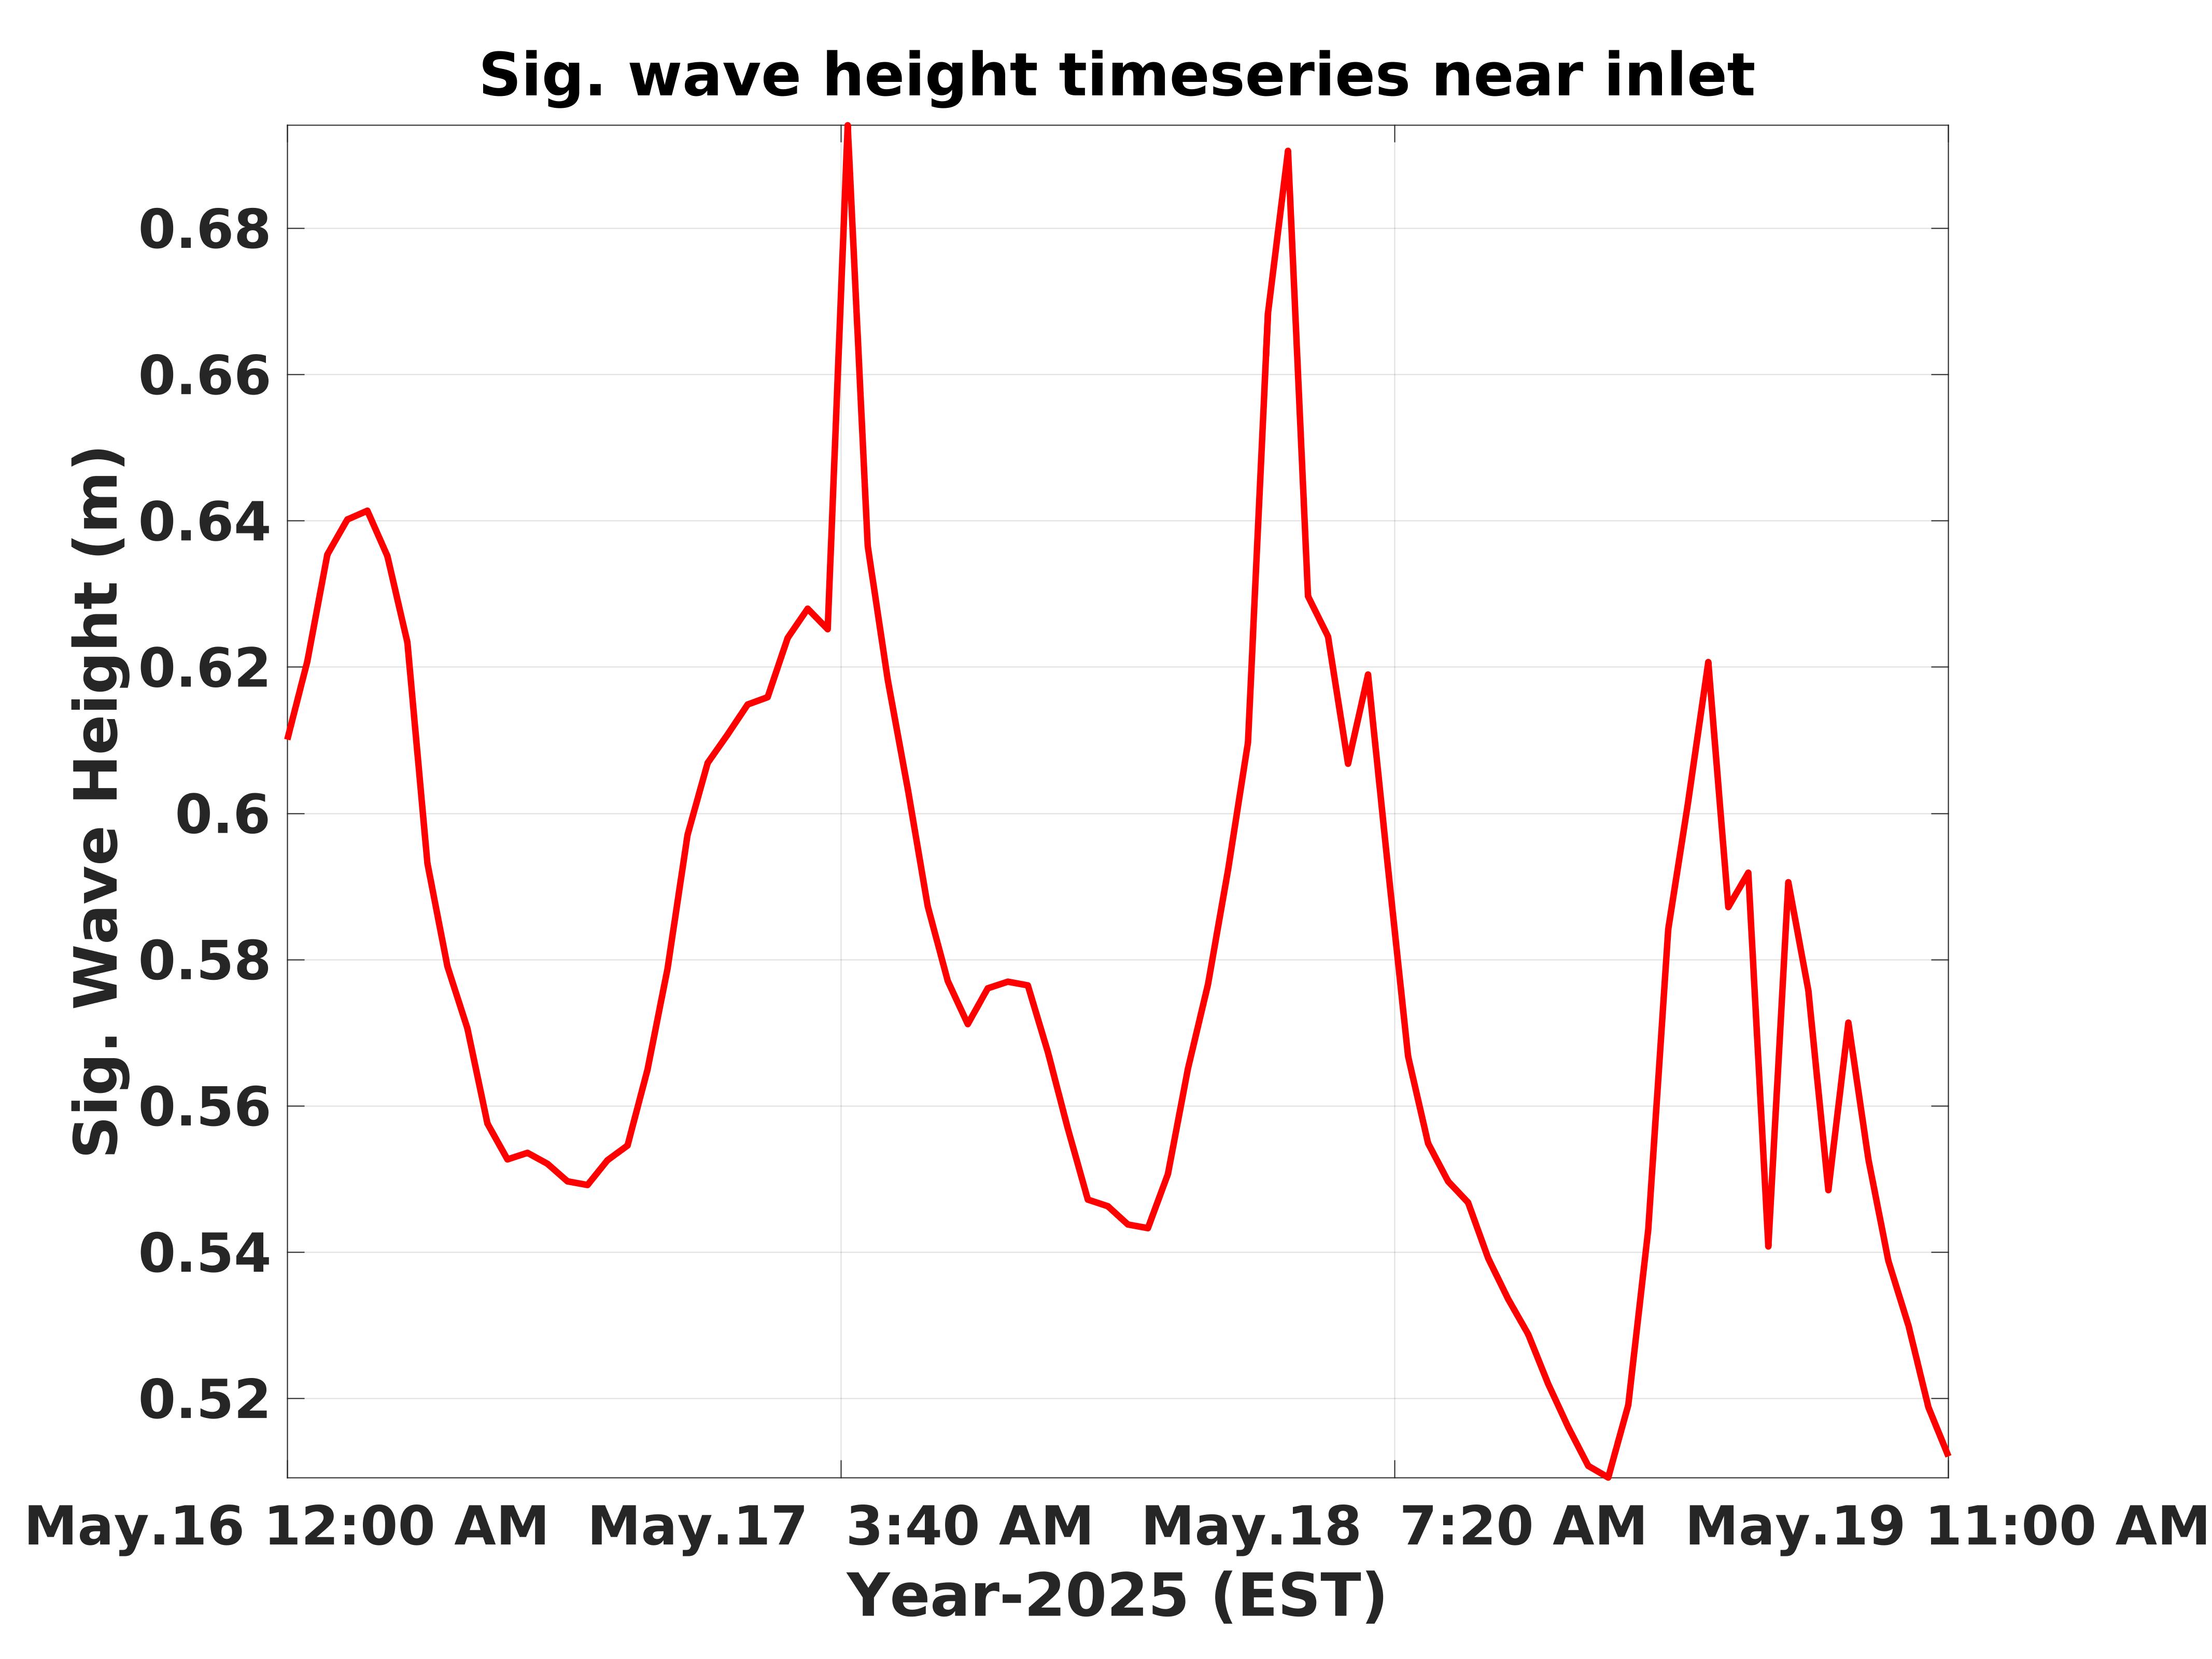 Sig. wave height timeseries near inlet
Sig. Wave Height (m)
0.68
0.66
0.64
0.62
0.6
0.58
0.56
0.54
0.52
May.16 12:00 AM May.17 3:40 AM May.18 7:20 AM May.19 11:00 AM
Year-2025 (EST)